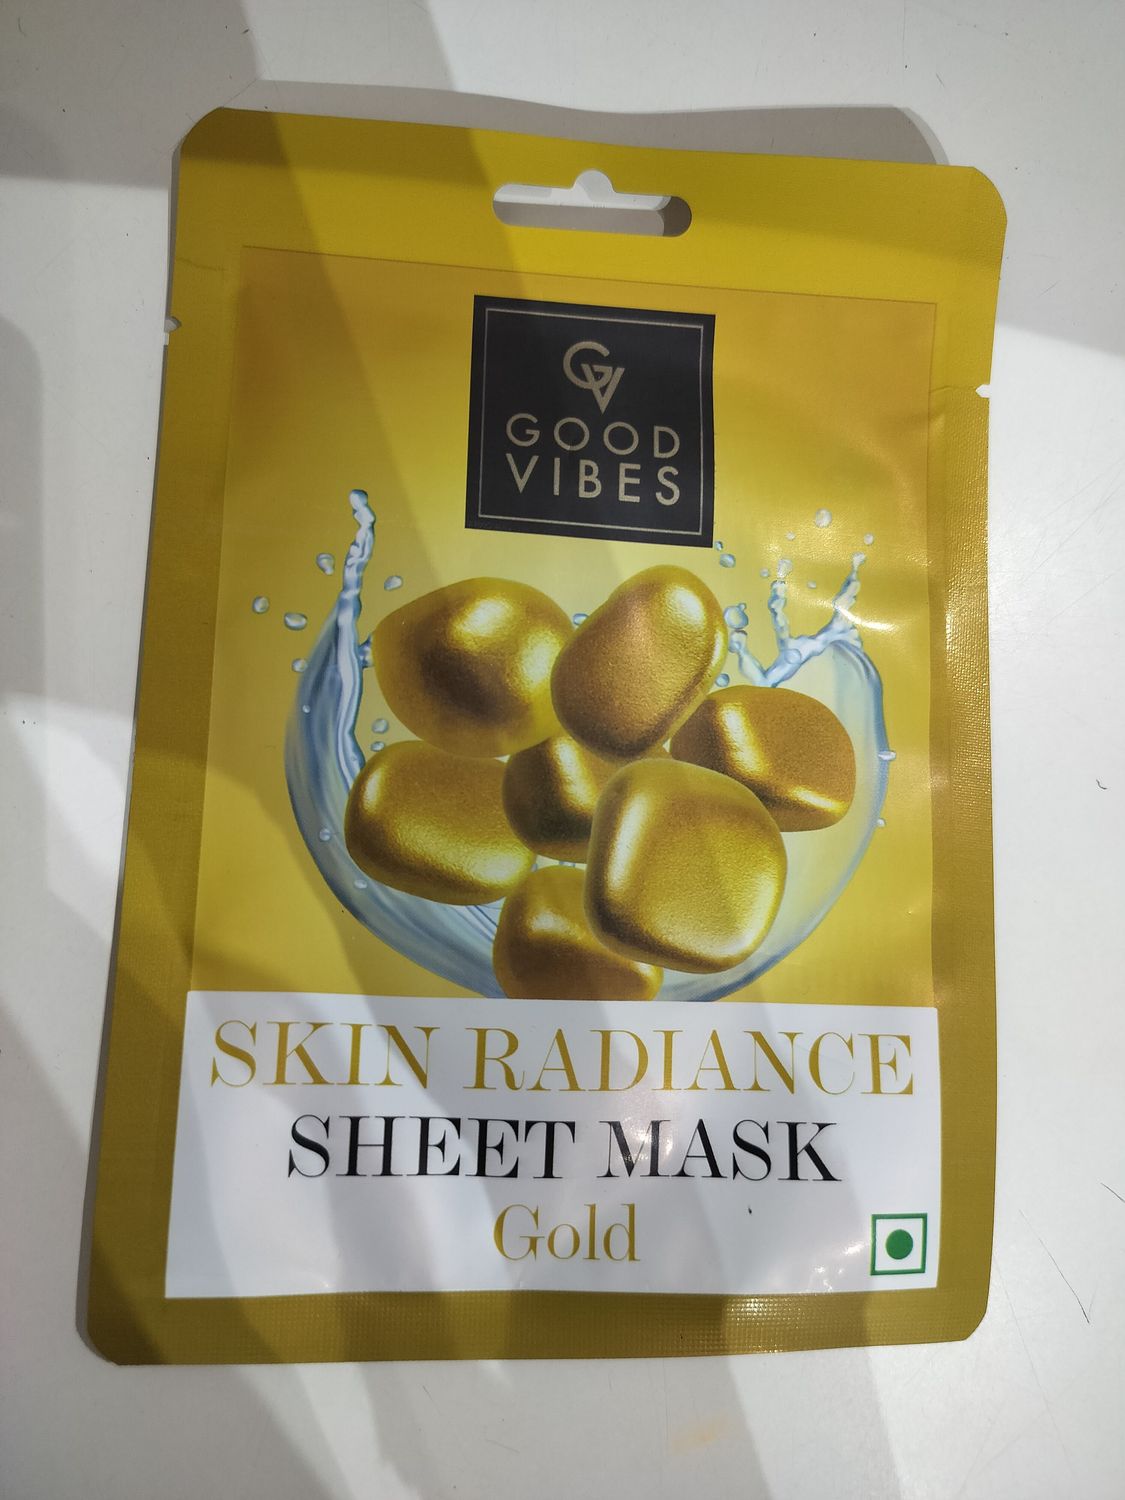 GV
GOOD
VIBES
SKIN RADIANCE
SHEET MASK
Gold